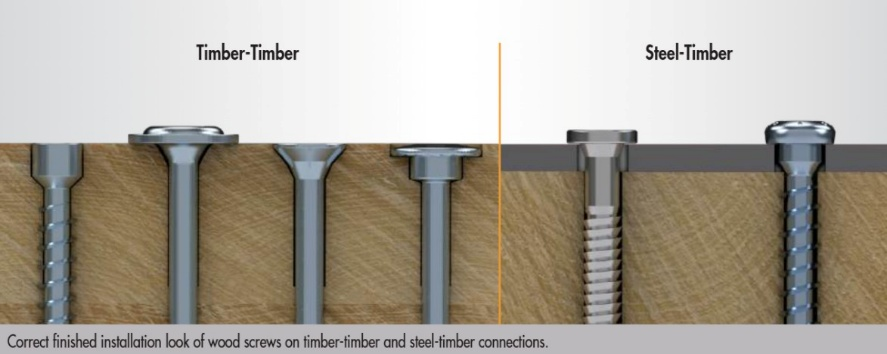 Timber-Timber
Steel-Timber
Correct finished installation look of wood screws on timber-timber and steel-timber connections.